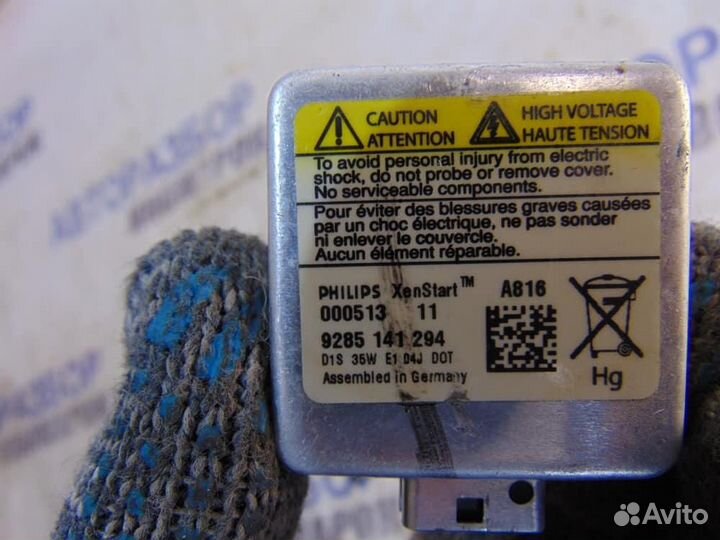 CAUTION
ATTENTION
HIGH VOLTAGE
HAUTE TENSION
To avoid personal injury from electric
shock, do not probe or remove cover.
No serviceable components.
Pour éviter des blessures graves causées
par un choc électrique, ne pas sonder
ni enlever le couvercle.
Aucun élément réparable.
PHILIPS XenStart™ A816
000513 11
9285 141 294
D1S 35W E1 04J DOT
Assembled in Germany
Hg
АВТОРАЗБОР
Avito